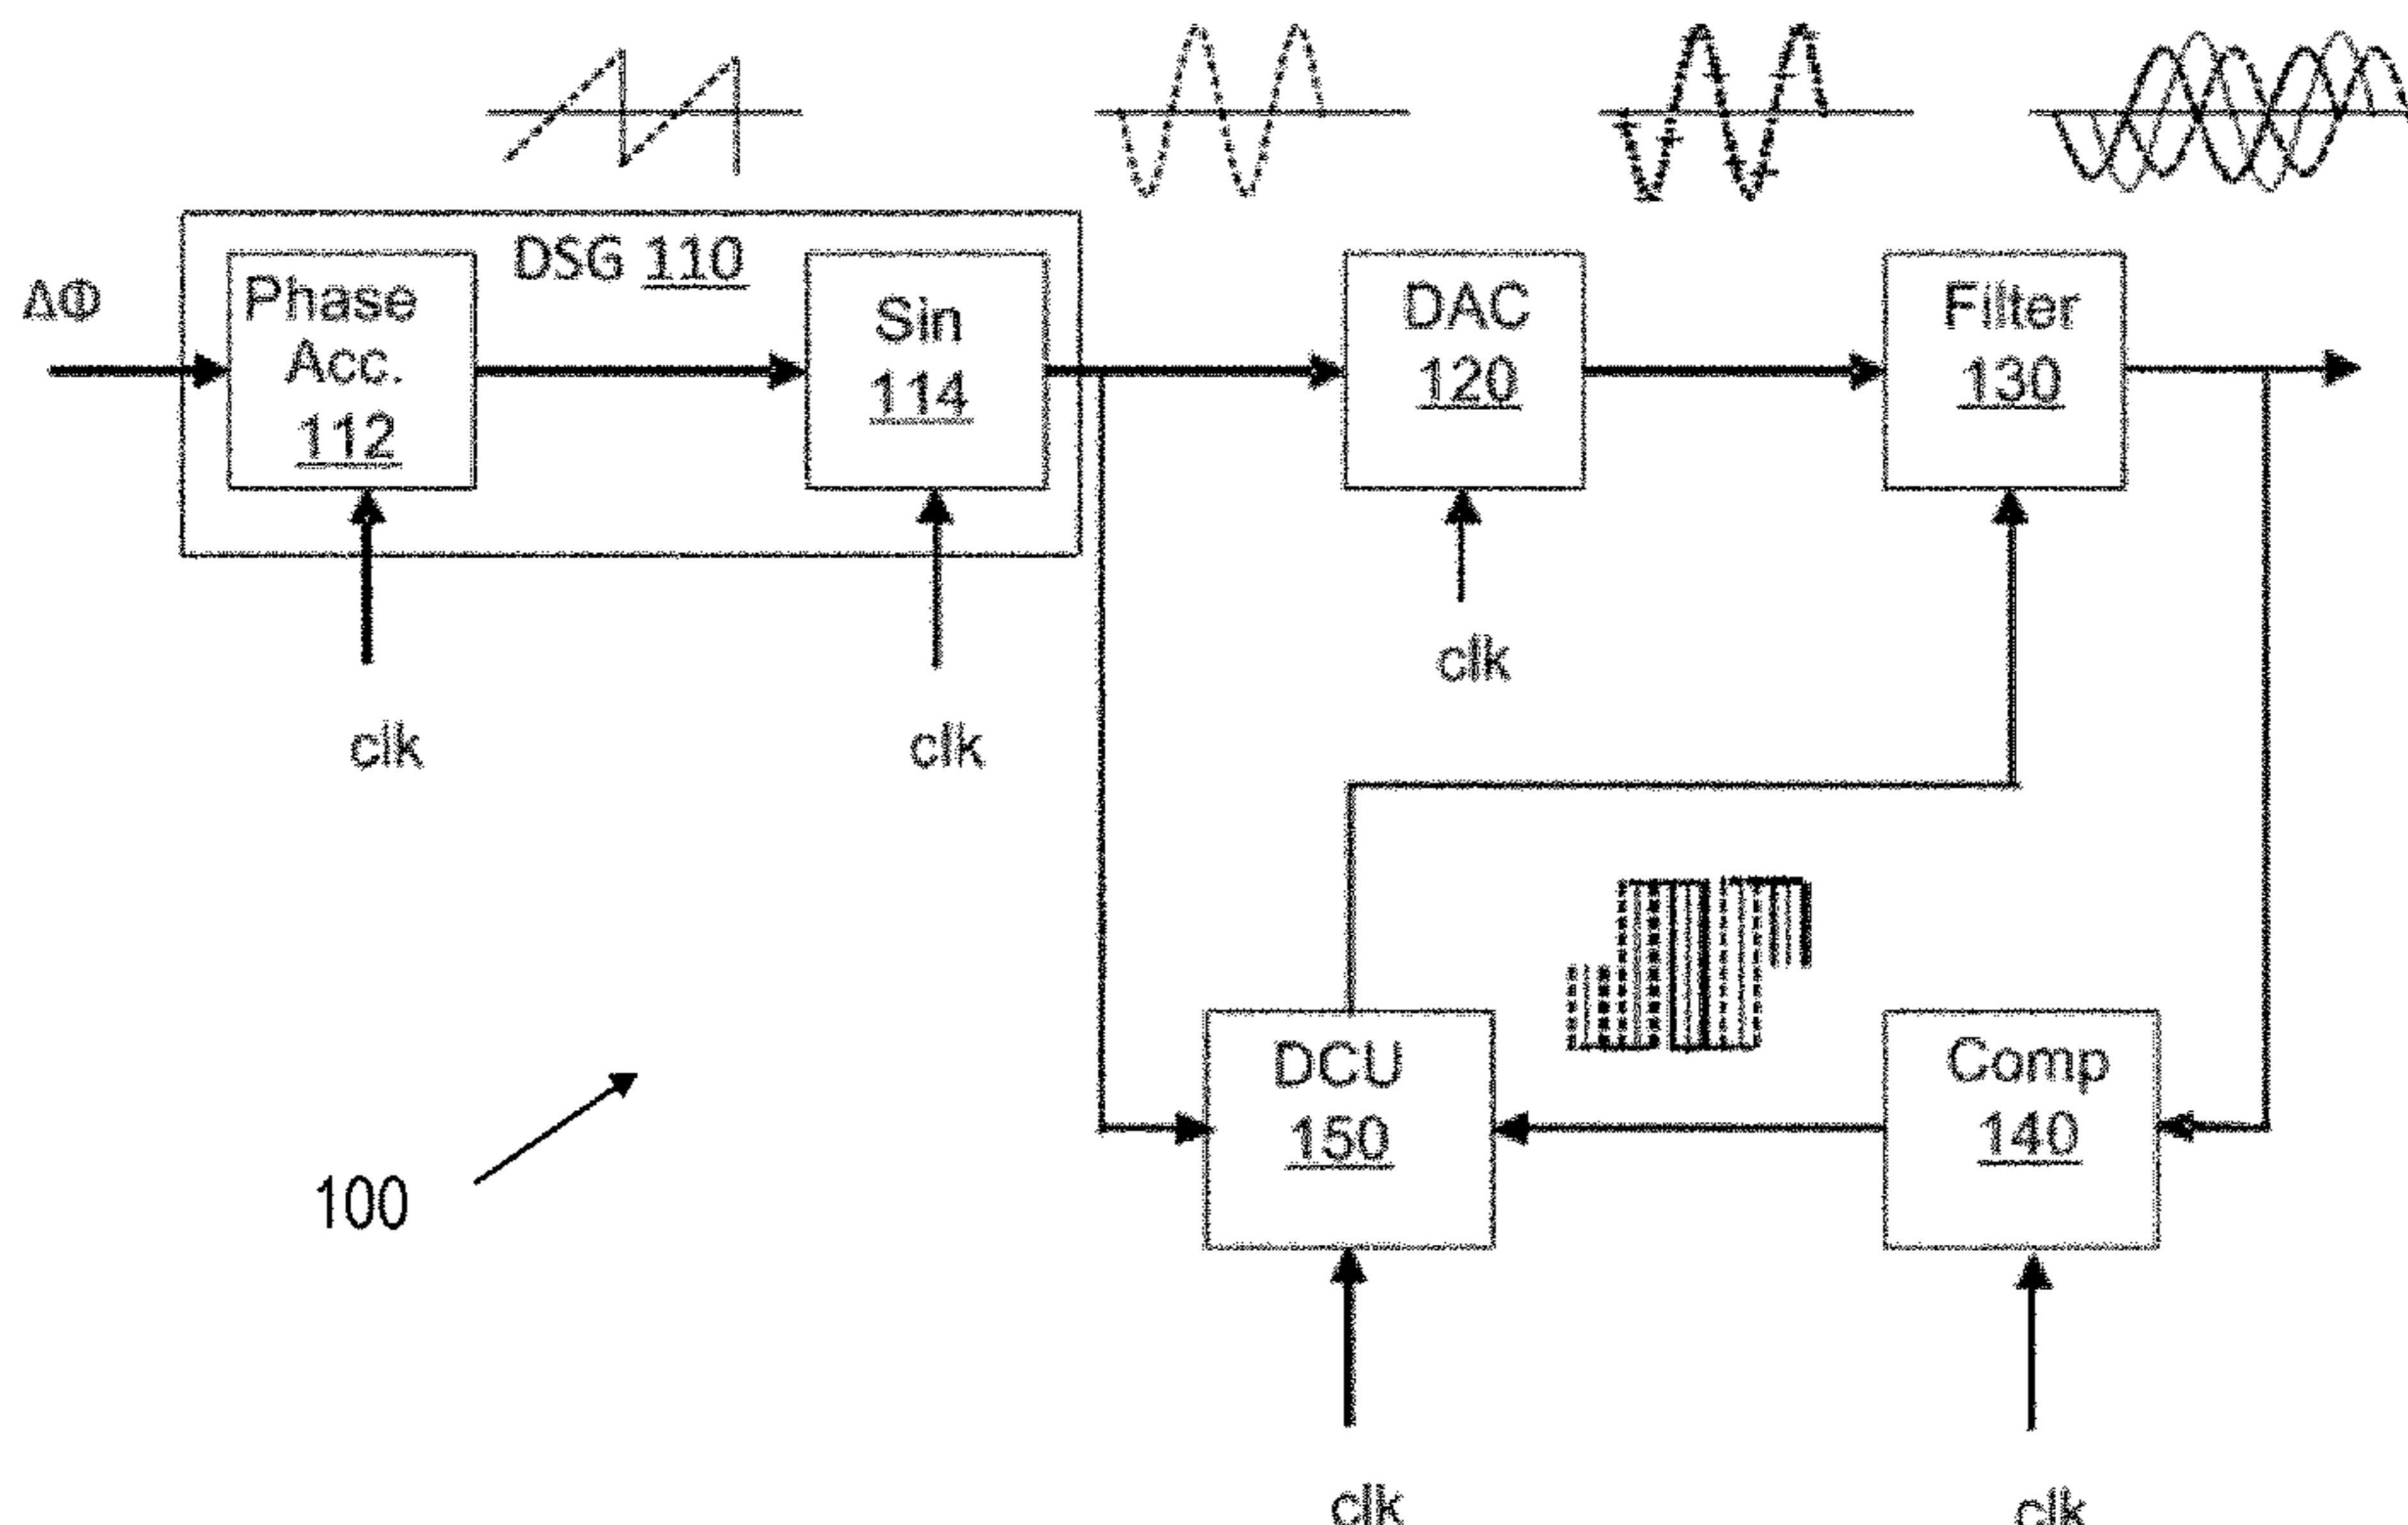 DSG 110
ΔΦ
Phase
Acc.
112
Sin
114
DAC
120
Filter
130
clk
clk
clk
DCU
150
Comp
140
100
clk
clk